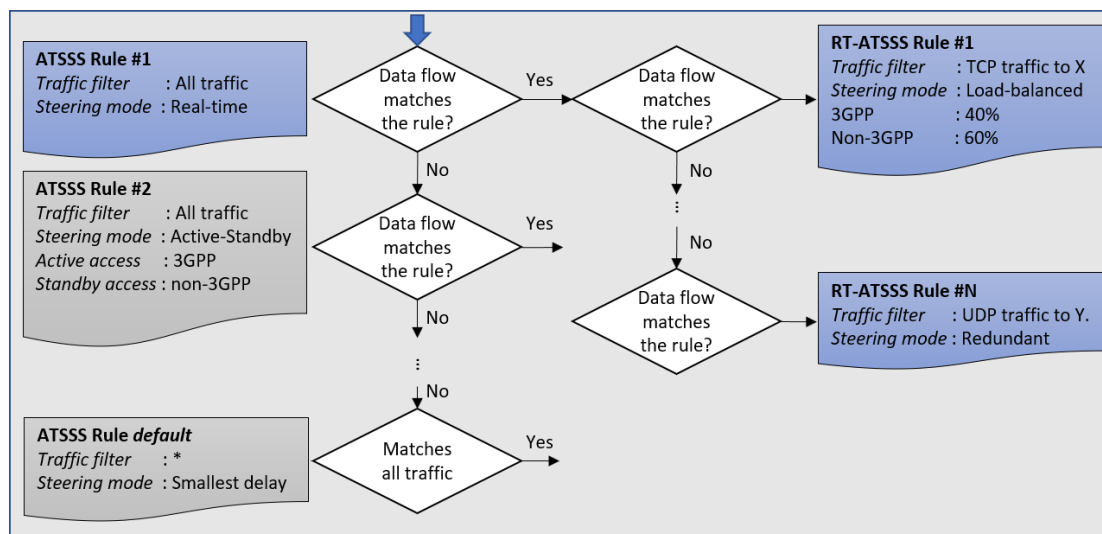 ATSSS Rule #1
Traffic filter : All traffic
Steering mode : Real-time
Data flow
matches
the rule?
Yes
Data flow
matches
the rule?
RT-ATSSS Rule #1
Traffic filter : TCP traffic to X
Steering mode : Load-balanced
3GPP : 40%
Non-3GPP : 60%
No
No
ATSSS Rule #2
Traffic filter : All traffic
Steering mode : Active-Standby
Active access : 3GPP
Standby access : non-3GPP
Data flow
matches
the rule?
Yes
...
No
Data flow
matches
the rule?
RT-ATSSS Rule #N
Traffic filter : UDP traffic to Y.
Steering mode : Redundant
No
...
No
ATSSS Rule default
Traffic filter : *
Steering mode : Smallest delay
Matches
all traffic
Yes